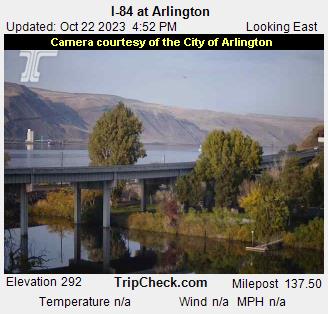 I-84 at Arlington
Updated: Oct 22 2023 4:52 PM Looking East
Camera courtesy of the City of Arlington
Elevation 292 TripCheck.com Milepost 137.50
Temperature n/a Wind n/a MPH n/a